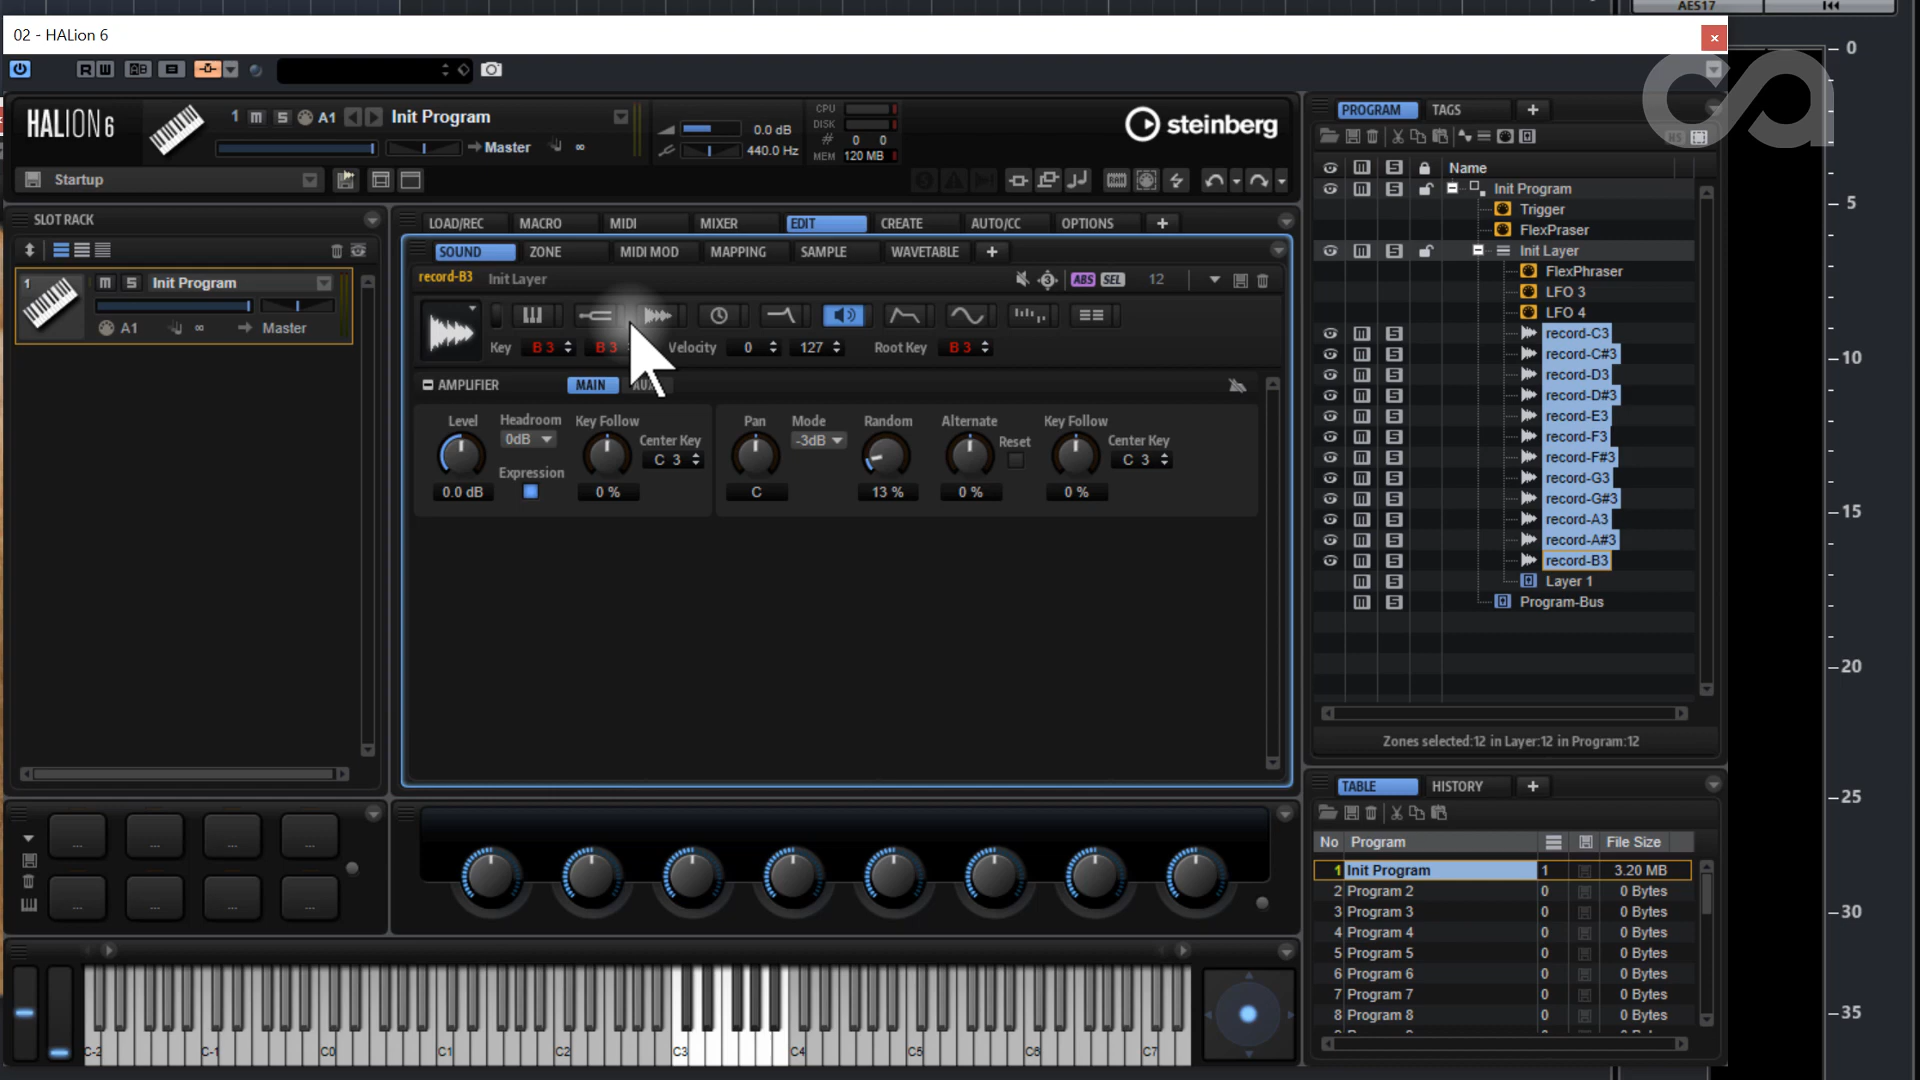 AES17
02 - HALion 6
R W AB
HALION 6
1 m S A1 Init Program
Master ∞
0.0 dB
440.0 Hz
CPU
DISK
# 0 0
MEM 120 MB
steinberg
Startup
RAM
SLOT RACK
1 m S Init Program
A1 ∞ Master
LOAD/REC MACRO MIDI MIXER EDIT CREATE AUTO/CC OPTIONS +
SOUND ZONE MIDI MOD MAPPING SAMPLE WAVETABLE +
record-B3 Init Layer
3 ABS SEL 12
Key B 3 B 3 Velocity 0 127 Root Key B 3
AMPLIFIER MAIN AUX
Level Headroom Key Follow Center Key
0dB C 3
Expression
0.0 dB 0 %
Pan Mode Random Alternate Reset Key Follow Center Key
-3dB C 3
C 13 % 0 % 0 %
PROGRAM TAGS +
RS
m S Name
Init Program
Trigger
FlexPraser
Init Layer
FlexPhraser
LFO 3
LFO 4
record-C3
record-C#3
record-D3
record-D#3
record-E3
record-F3
record-F#3
record-G3
record-G#3
record-A3
record-A#3
record-B3
Layer 1
Program-Bus
Zones selected:12 in Layer:12 in Program:12
TABLE HISTORY +
No Program File Size
1 Init Program 1 3.20 MB
2 Program 2 0 0 Bytes
3 Program 3 0 0 Bytes
4 Program 4 0 0 Bytes
5 Program 5 0 0 Bytes
6 Program 6 0 0 Bytes
7 Program 7 0 0 Bytes
8 Program 8 0 0 Bytes
... ... ... ...
... ... ... ...
C-2 C-1 C0 C1 C2 C3 C4 C5 C6 C7
0
5
10
15
20
25
30
35